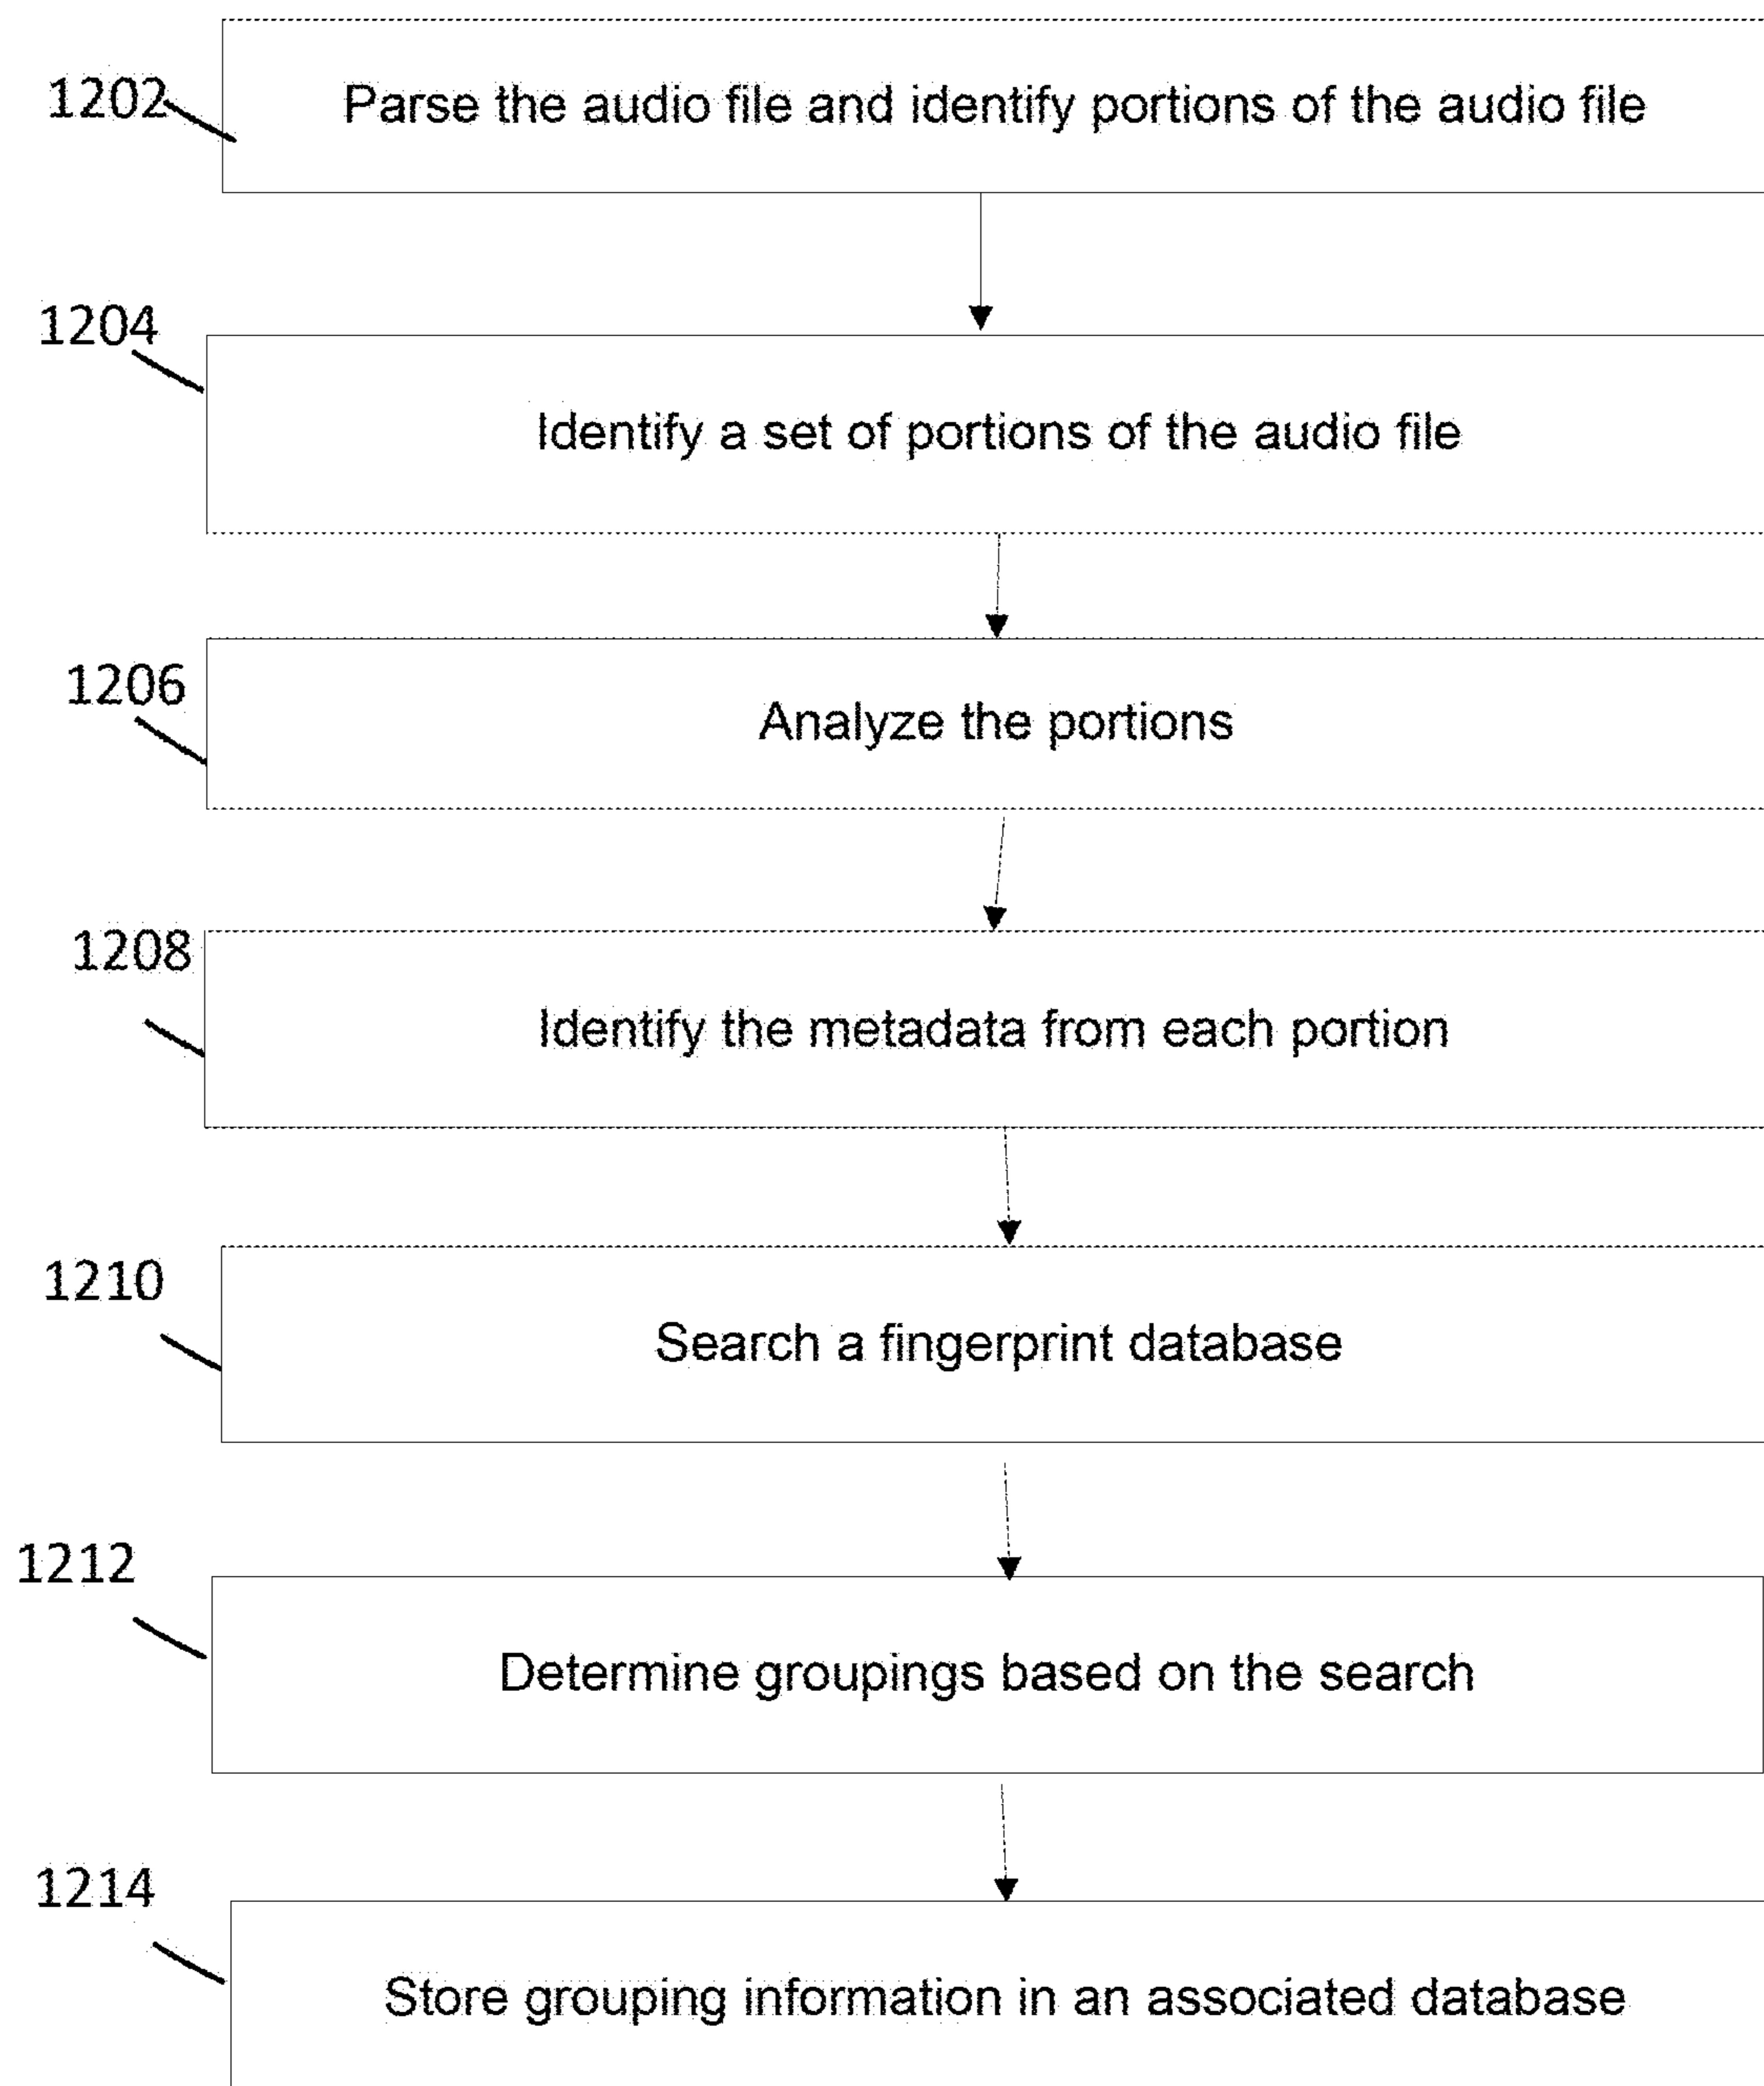 1202 Parse the audio file and identify portions of the audio file
1204
Identify a set of portions of the audio file
1206
Analyze the portions
1208
Identify the metadata from each portion
1210
Search a fingerprint database
1212
Determine groupings based on the search
1214
Store grouping information in an associated database